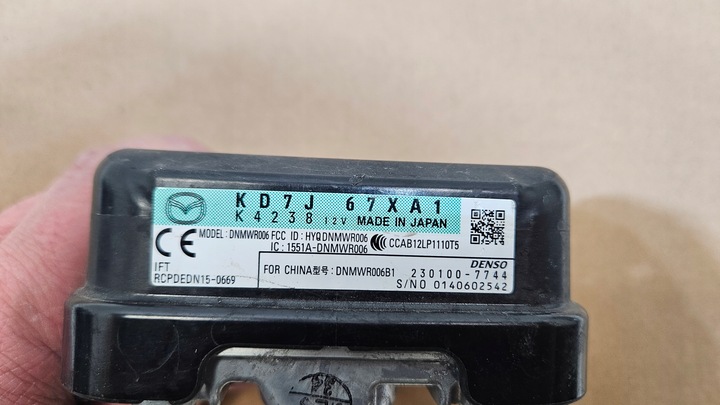 KD7J 67XA1
K4238 12V MADE IN JAPAN
MODEL: DNMWR006 FCC ID: HYQDNMWR006
IC: 1551A-DNMWR006
CCAB12LP1110T5
CE
IFT
RCPDEDN15-0669
FOR CHINA型号: DNMWR006B1
DENSO
230100-7744
S/NO 0140602542